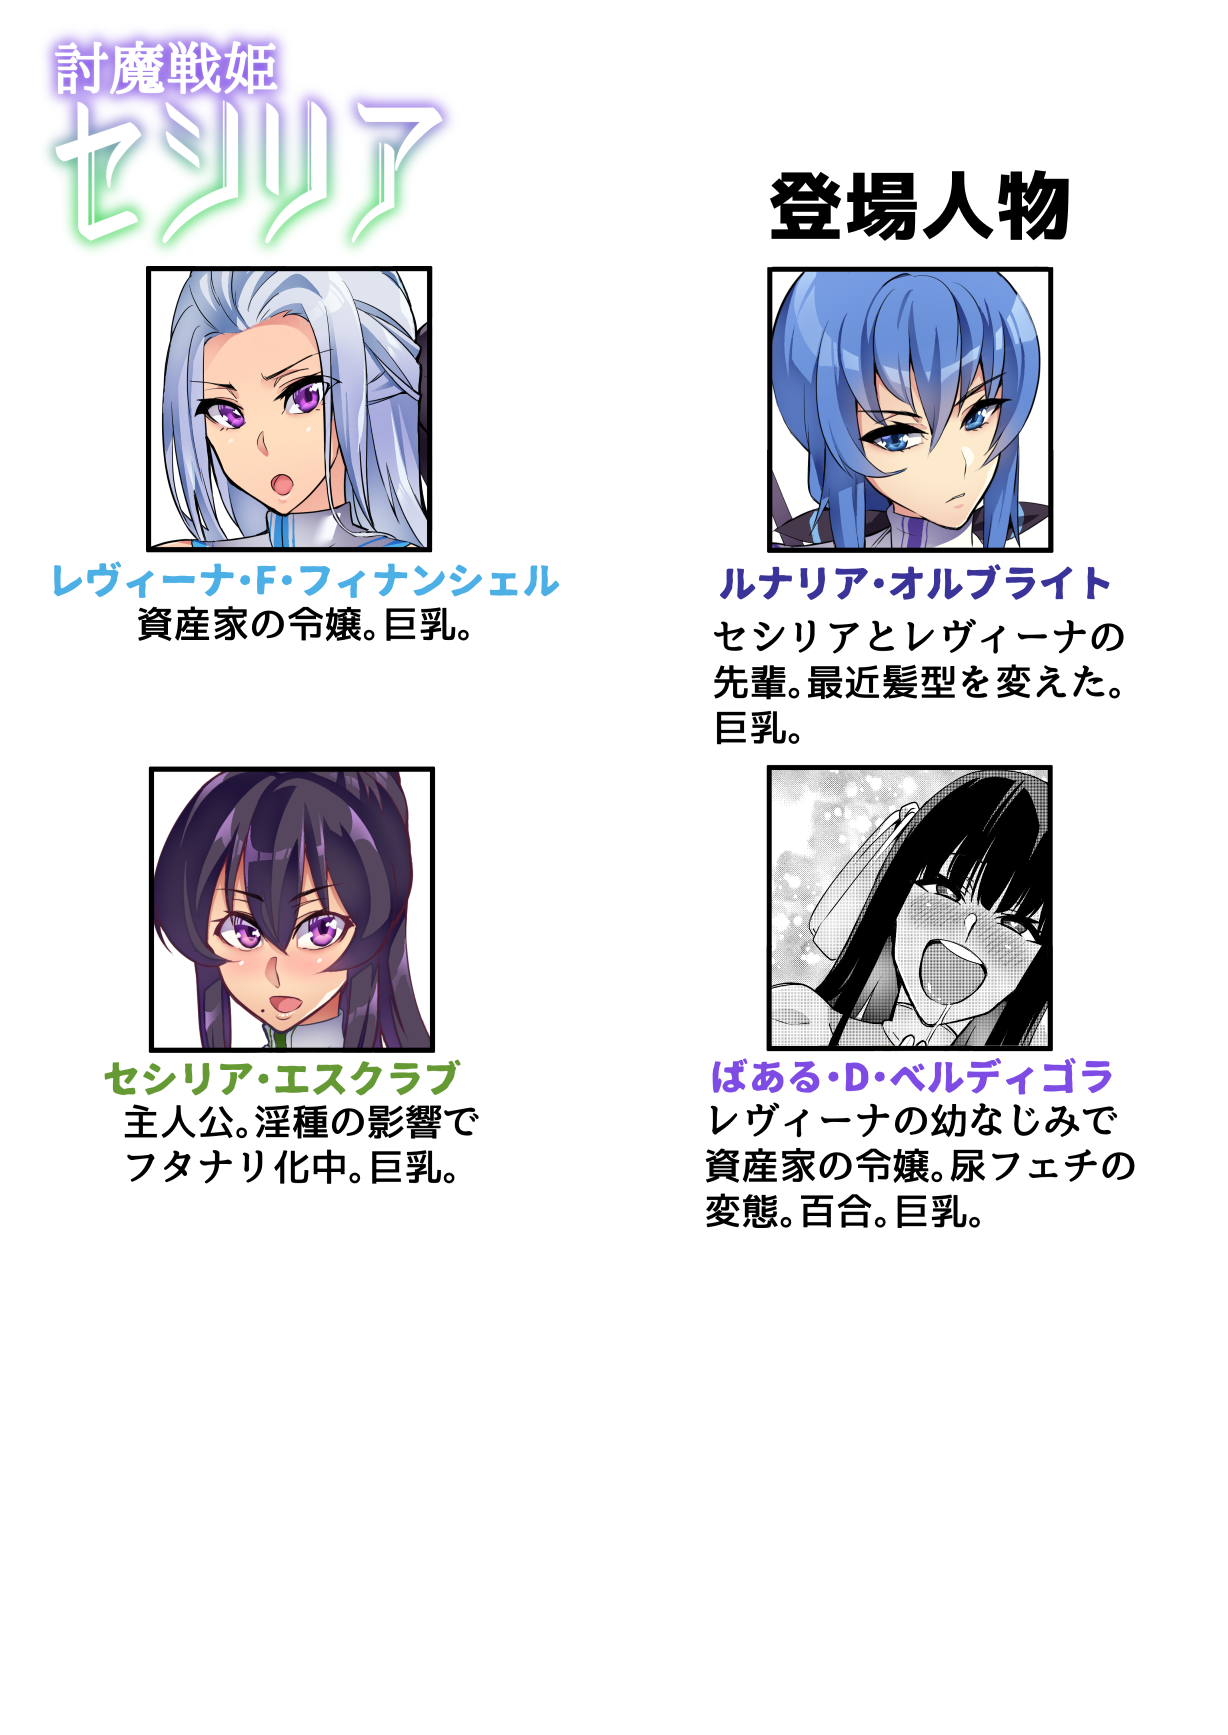 討魔戦姫
セシリア
登場人物
レヴィーナ・F・フィナンシェル
資産家の令嬢。巨乳。
ルナリア・オルブライト
セシリアとレヴィーナの
先輩。最近髪型を変えた。
巨乳。
セシリア・エスクラブ
主人公。淫種の影響で
フタナリ化中。巨乳。
ばある・D・ベルディゴラ
レヴィーナの幼なじみで
資産家の令嬢。尿フェチの
変態。百合。巨乳。